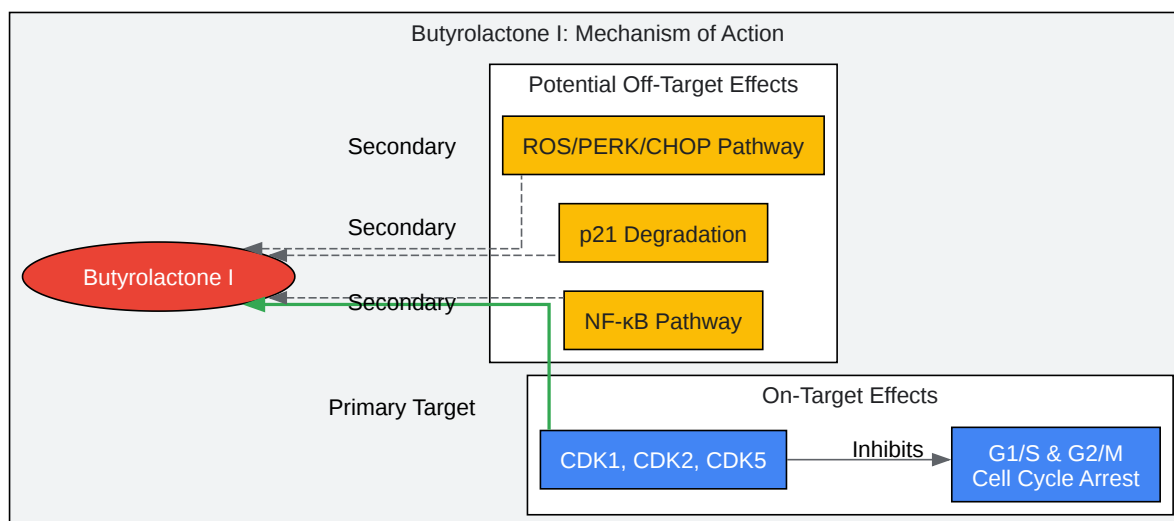 Butyrolactone I: Mechanism of Action
Potential Off-Target Effects
Secondary
ROS/PERK/CHOP Pathway
Secondary
p21 Degradation
Butyrolactone I
Secondary
NF-κB Pathway
Primary Target
On-Target Effects
CDK1, CDK2, CDK5
Inhibits
G1/S & G2/M
Cell Cycle Arrest